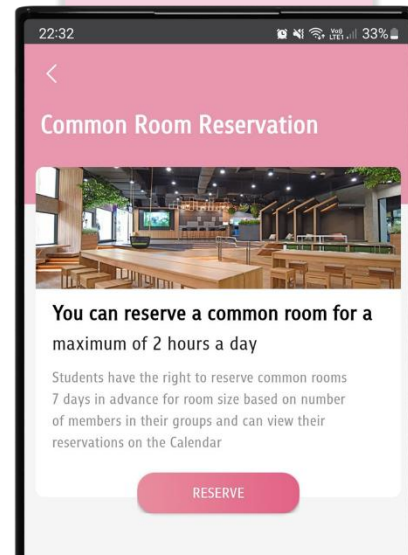 22:32
33%
Common Room Reservation
You can reserve a common room for a
maximum of 2 hours a day
Students have the right to reserve common rooms
7 days in advance for room size based on number
of members in their groups and can view their
reservations on the Calendar
RESERVE